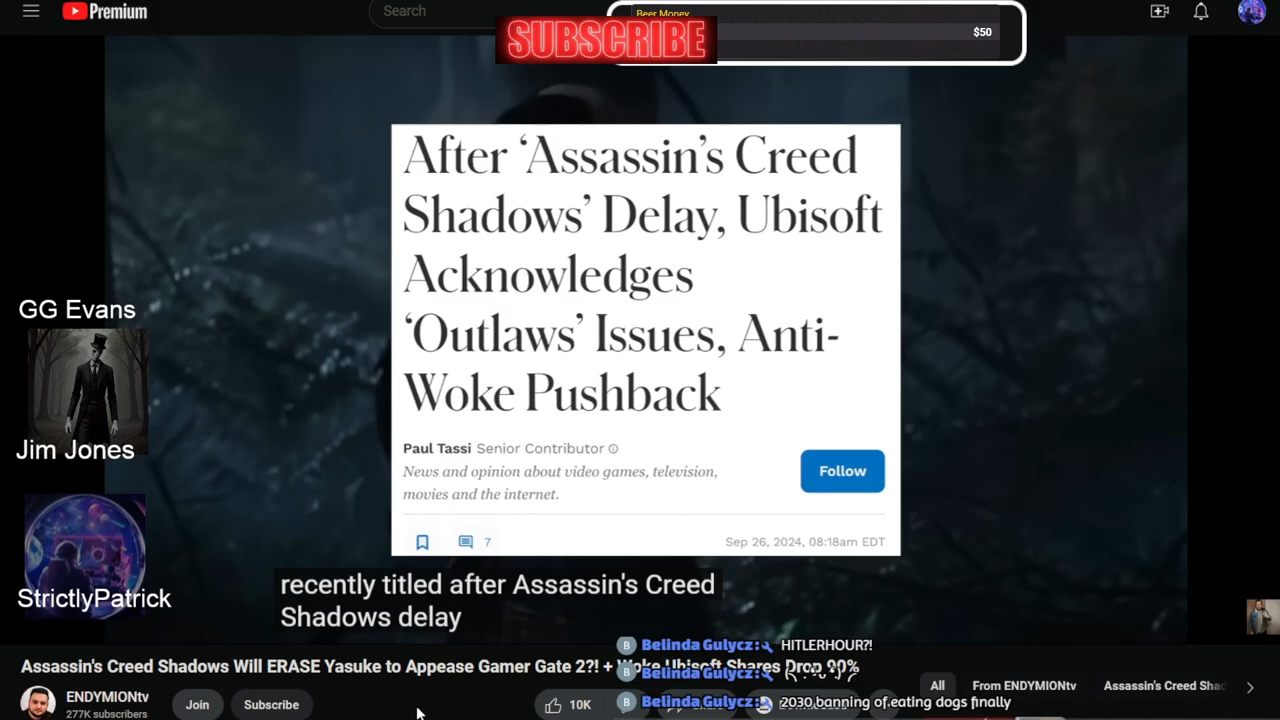 Premium
Search
Beer Money
$50
SUBSCRIBE
After ‘Assassin’s Creed
Shadows’ Delay, Ubisoft
Acknowledges
‘Outlaws’ Issues, Anti-
Woke Pushback
Paul Tassi Senior Contributor
News and opinion about video games, television,
movies and the internet.
Follow
7
Sep 26, 2024, 08:18am EDT
GG Evans
Jim Jones
StrictlyPatrick
recently titled after Assassin's Creed
Shadows delay
B Belinda Gulycz: HITLERHOUR?!
Assassin's Creed Shadows Will ERASE Yasuke to Appease Gamer Gate 2?! + Woke Ubisoft Shares Drop 90%
B Belinda Gulycz:
All
From ENDYMIONtv
ENDYMIONtv
277K subscribers
Join
Subscribe
10K
B Belinda Gulycz: 2030 banning of eating dogs finally